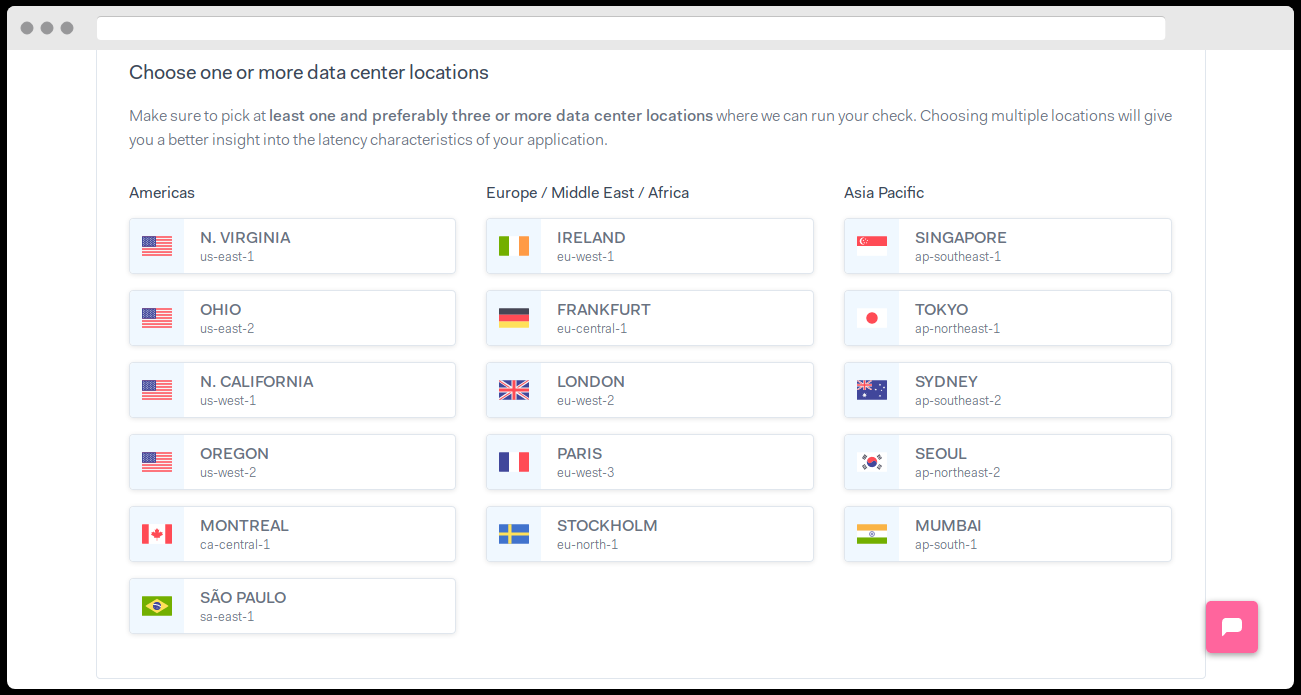 Choose one or more data center locations
Make sure to pick at least one and preferably three or more data center locations where we can run your check. Choosing multiple locations will give
you a better insight into the latency characteristics of your application.
Americas
N. VIRGINIA
us-east-1
OHIO
us-east-2
N. CALIFORNIA
us-west-1
OREGON
us-west-2
MONTREAL
ca-central-1
SÃO PAULO
sa-east-1
Europe / Middle East / Africa
IRELAND
eu-west-1
FRANKFURT
eu-central-1
LONDON
eu-west-2
PARIS
eu-west-3
STOCKHOLM
eu-north-1
Asia Pacific
SINGAPORE
ap-southeast-1
TOKYO
ap-northeast-1
SYDNEY
ap-southeast-2
SEOUL
ap-northeast-2
MUMBAI
ap-south-1